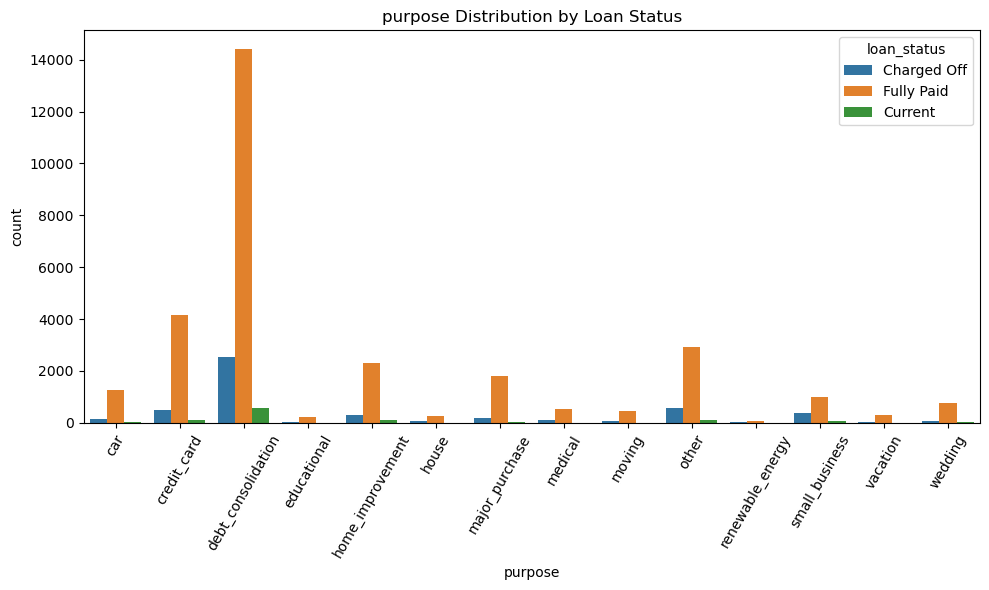 purpose Distribution by Loan Status
loan_status
Charged Off
Fully Paid
Current
count
14000
12000
10000
8000
6000
4000
2000
0
car
credit_card
debt_consolidation
educational
home_improvement
house
major_purchase
medical
moving
other
renewable_energy
small_business
vacation
wedding
purpose